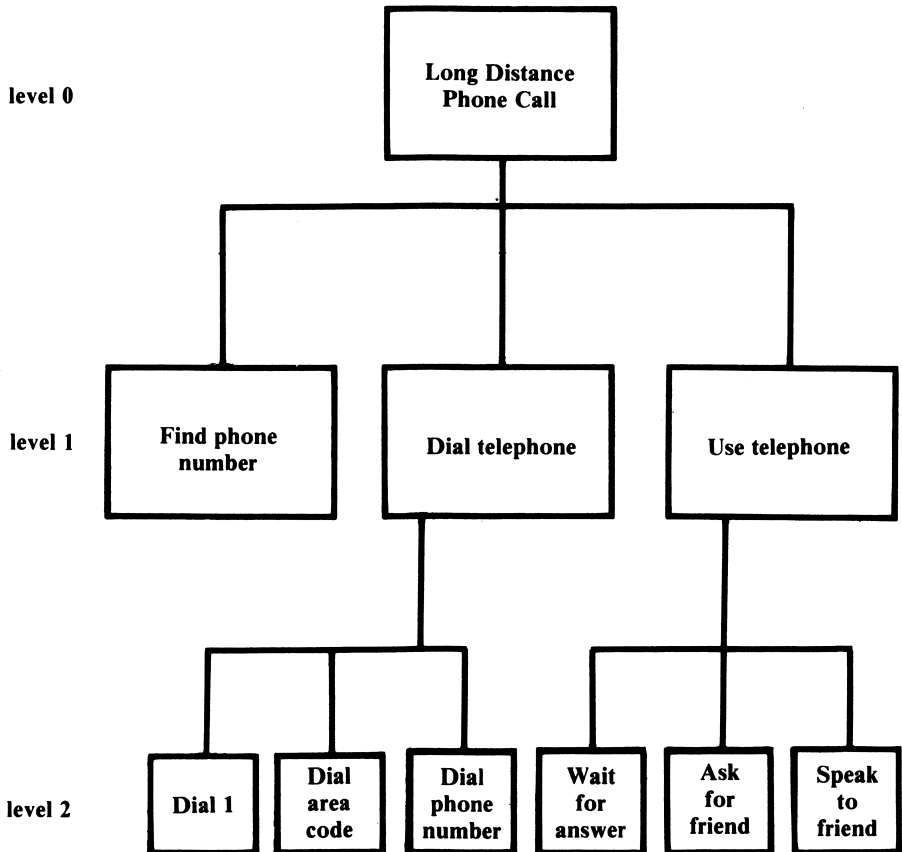 level 0
Long Distance
Phone Call
level 1
Find phone
number
Dial telephone
Use telephone
level 2
Dial 1
Dial
area
code
Dial
phone
number
Wait
for
answer
Ask
for
friend
Speak
to
friend